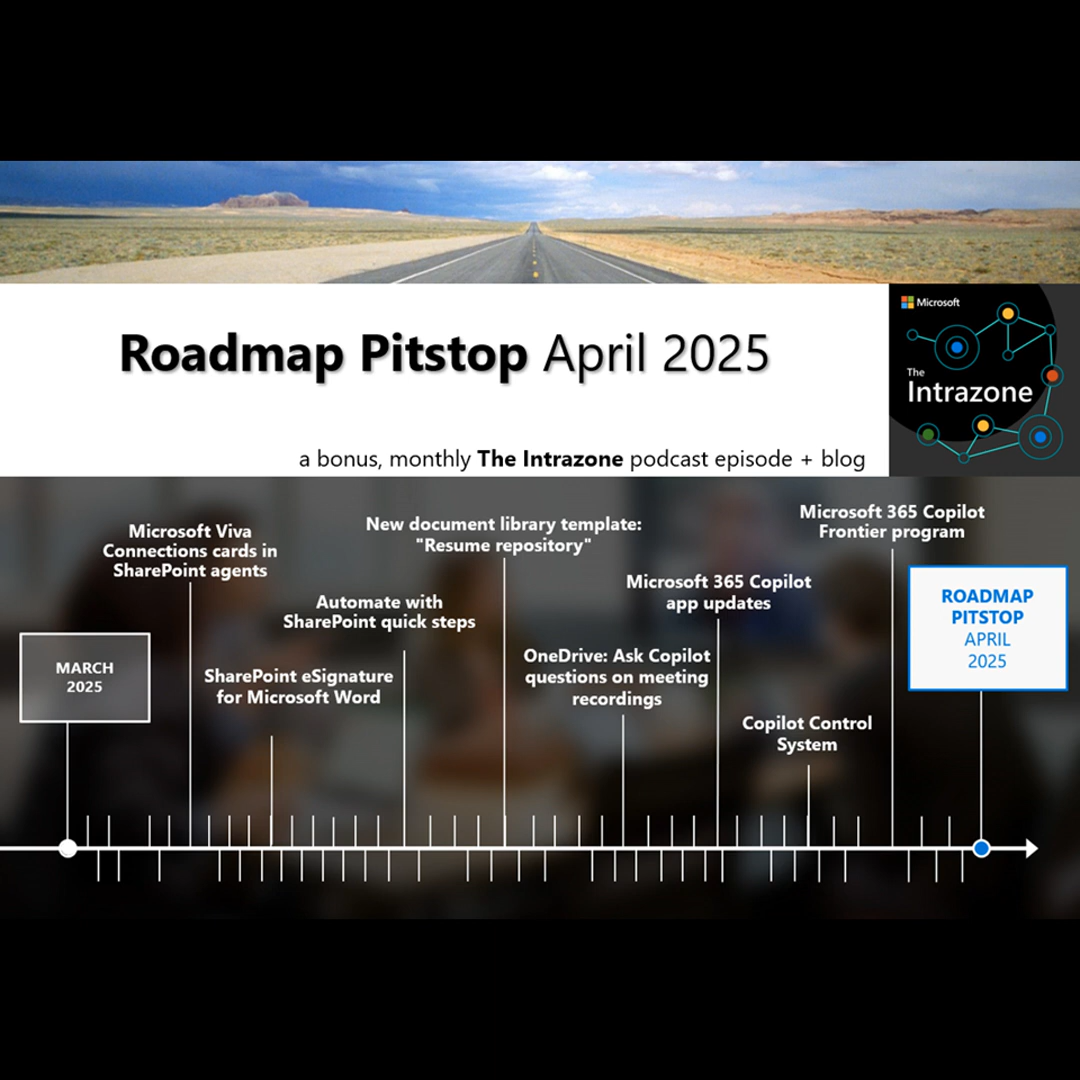 Microsoft
The
Intrazone
Roadmap Pitstop April 2025
a bonus, monthly The Intrazone podcast episode + blog
Microsoft Viva
Connections cards in
SharePoint agents
New document library template:
"Resume repository"
Microsoft 365 Copilot
Frontier program
Automate with
SharePoint quick steps
Microsoft 365 Copilot
app updates
ROADMAP
PITSTOP
APRIL
2025
MARCH
2025
SharePoint eSignature
for Microsoft Word
OneDrive: Ask Copilot
questions on meeting
recordings
Copilot Control
System